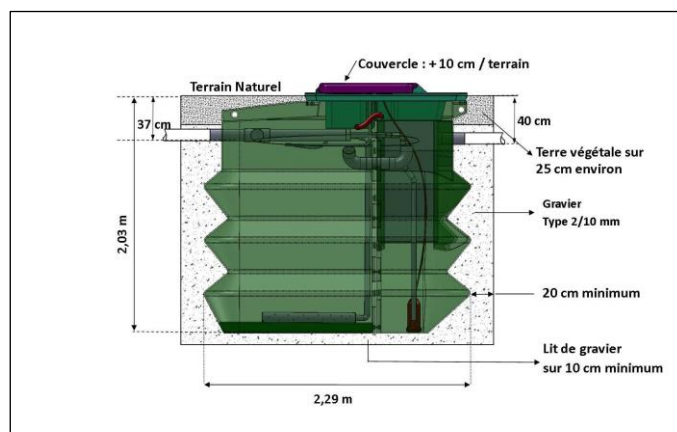 Couvercle : + 10 cm / terrain
Terrain Naturel
37 cm
40 cm
Terre végétale sur
25 cm environ
Gravier
Type 2/10 mm
2,03 m
20 cm minimum
Lit de gravier
sur 10 cm minimum
2,29 m